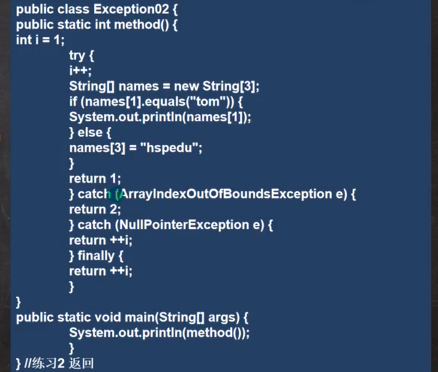 public class Exception02 {
public static int method() {
int i = 1;
try {
i++;
String[] names = new String[3];
if (names[1].equals("tom")) {
System.out.println(names[1]);
} else {
names[3] = "hspedu";
}
return 1;
} catch (ArrayIndexOutOfBoundsException e) {
return 2;
} catch (NullPointerException e) {
return ++i;
} finally {
return ++i;
}
}
public static void main(String[] args) {
System.out.println(method());
}
} //练习2 返回